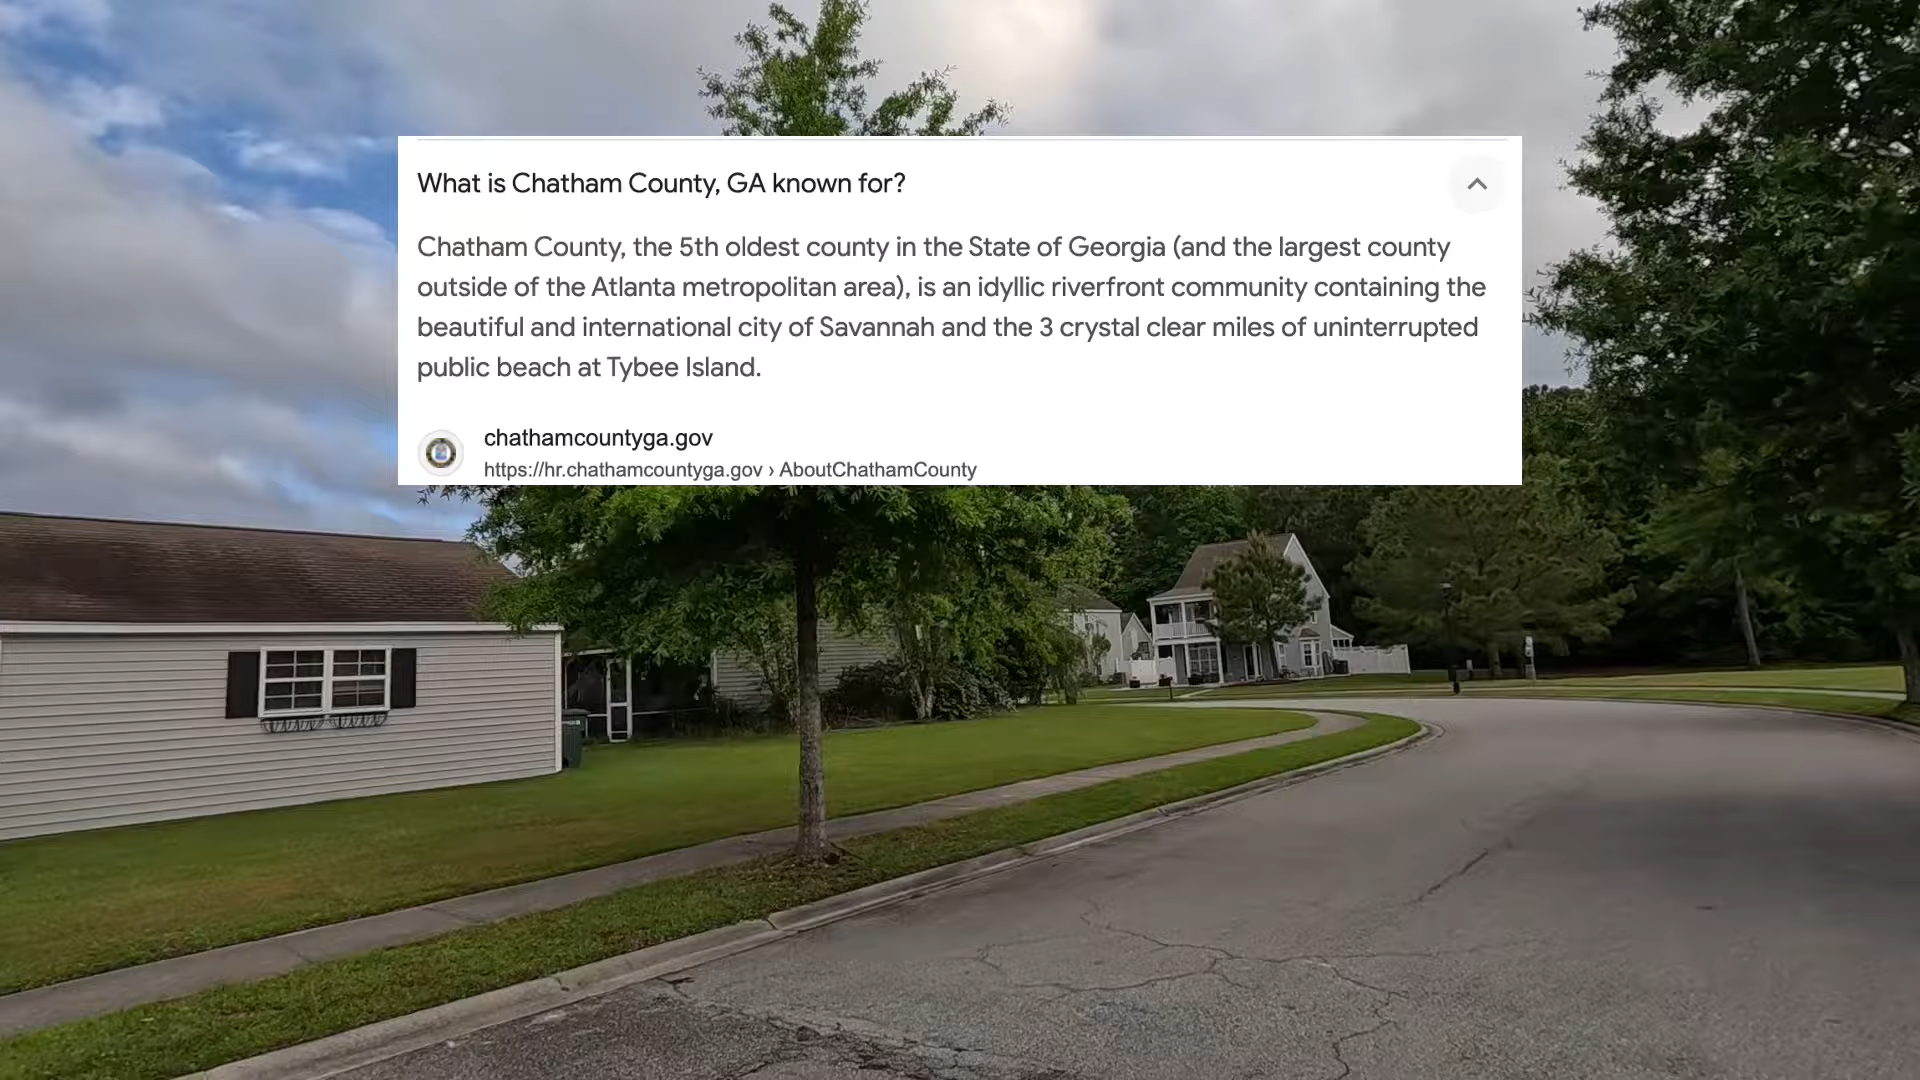 What is Chatham County, GA known for?
Chatham County, the 5th oldest county in the State of Georgia (and the largest county
outside of the Atlanta metropolitan area), is an idyllic riverfront community containing the
beautiful and international city of Savannah and the 3 crystal clear miles of uninterrupted
public beach at Tybee Island.
chathamcountyga.gov
https://hr.chathamcountyga.gov › AboutChathamCounty